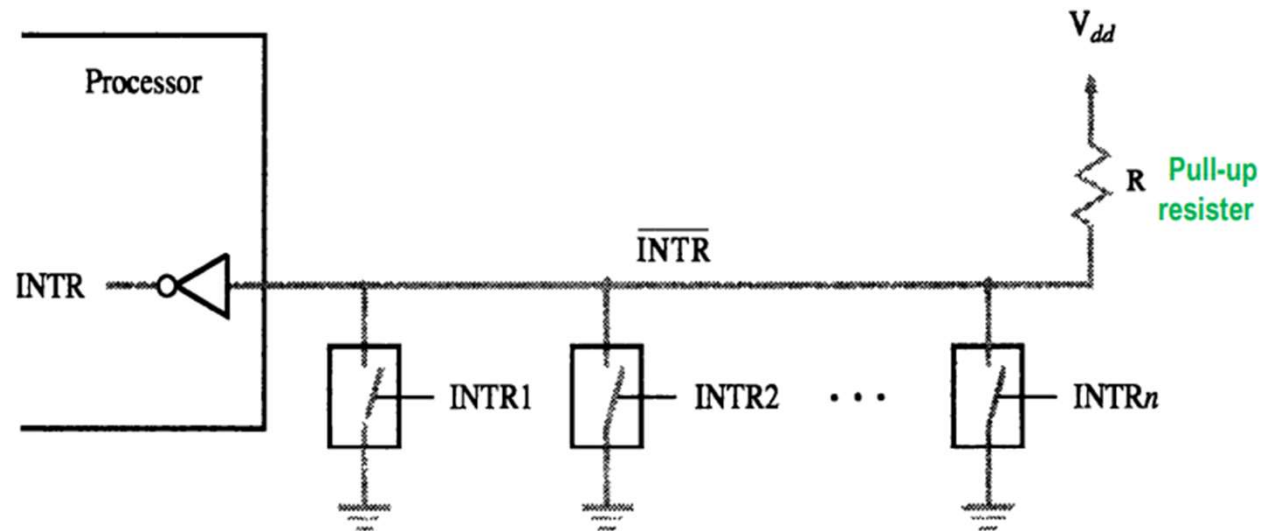 V_dd
Processor
R
Pull-up
resister
INTR
INTR
INTR1
INTR2
• • •
INTRn